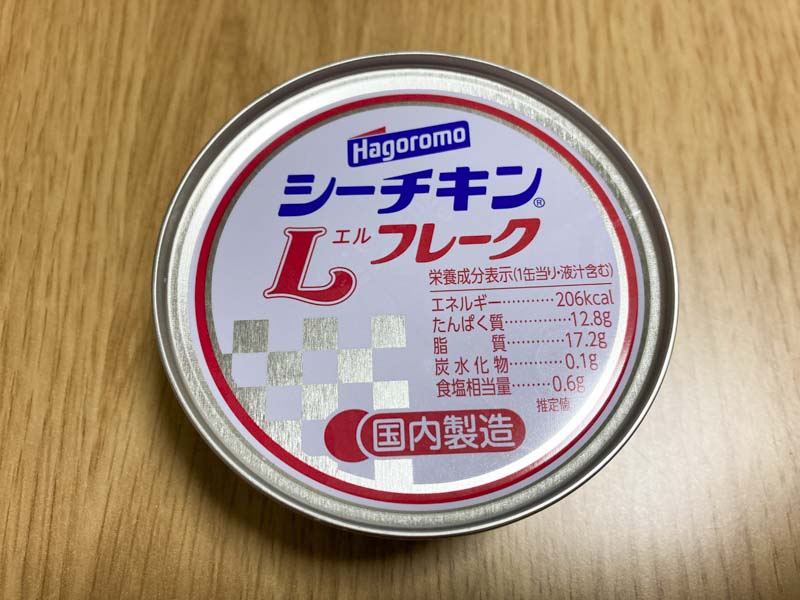 Hagoromo
シーチキン®
Lエルフレーク
栄養成分表示(1缶当り・液汁含む)
エネルギー…………206kcal
たんぱく質…………12.8g
脂　　質…………17.2g
炭水化物…………0.1g
食塩相当量………0.6g
推定値
国内製造